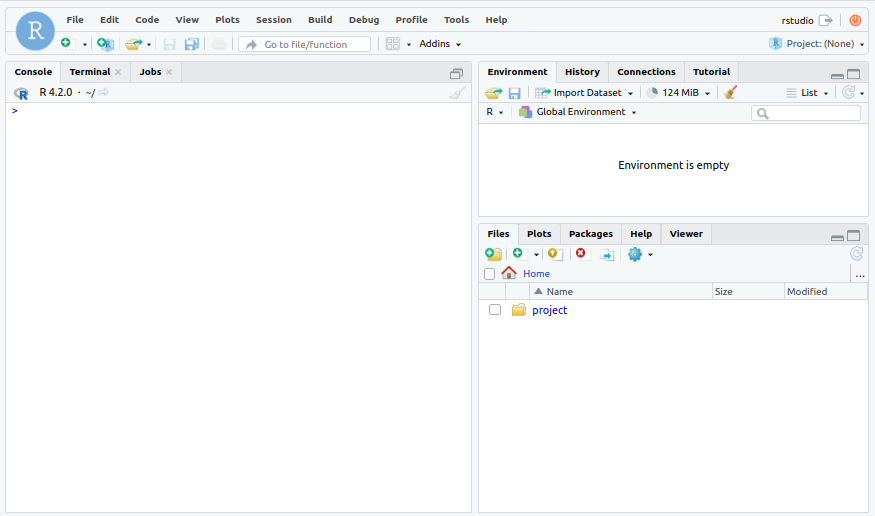 R
File Edit Code View Plots Session Build Debug Profile Tools Help
rstudio
Go to file/function
Addins
Project: (None)
Console Terminal Jobs
R 4.2.0 · ~/
>
Environment History Connections Tutorial
Import Dataset 124 MiB List
R Global Environment
Environment is empty
Files Plots Packages Help Viewer
Home ...
Name Size Modified
project